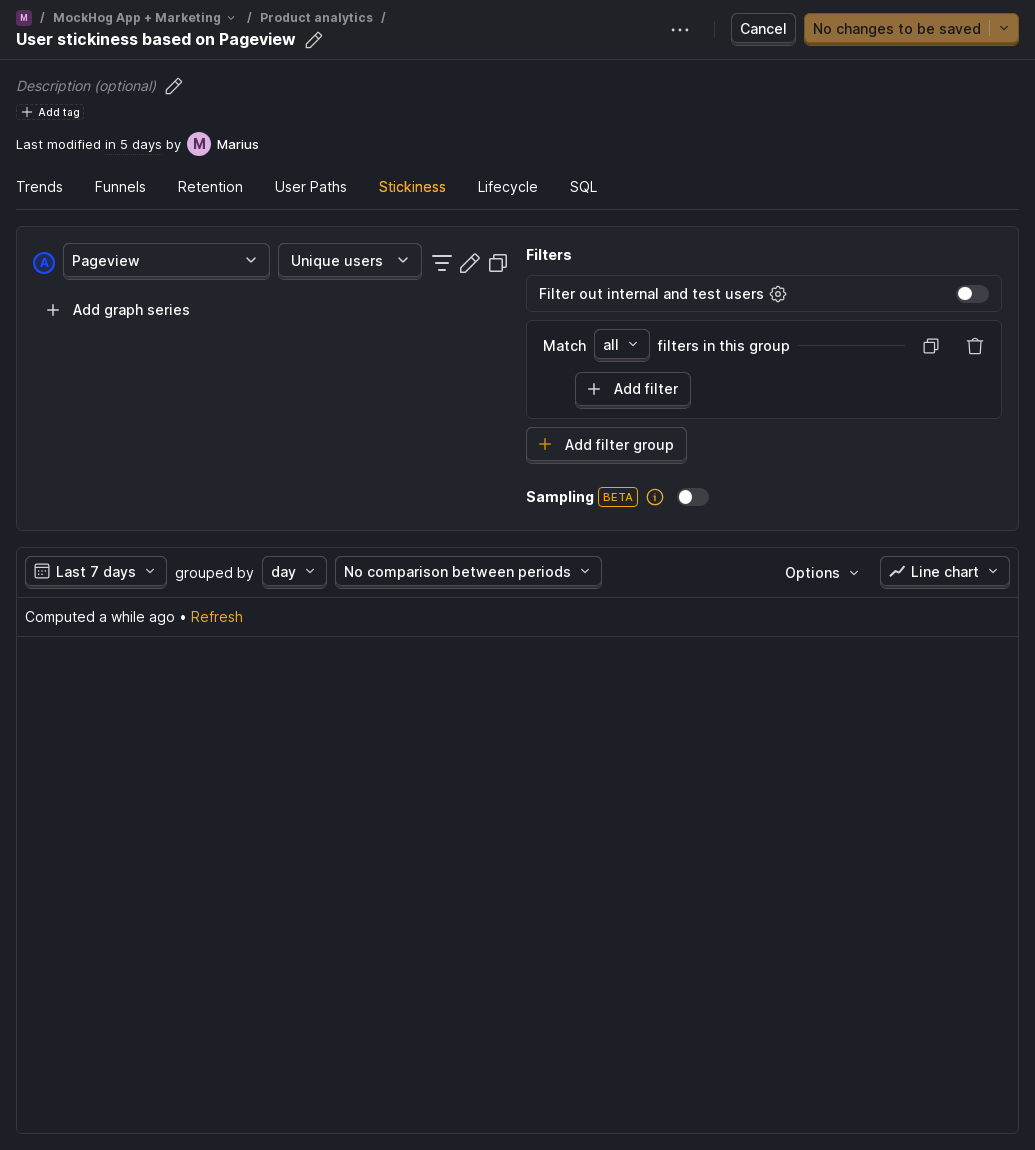 M / MockHog App + Marketing / Product analytics /
User stickiness based on Pageview
Cancel
No changes to be saved
Description (optional)
Add tag
Last modified in 5 days by M Marius
Trends Funnels Retention User Paths Stickiness Lifecycle SQL
A Pageview Unique users
Add graph series
Filters
Filter out internal and test users
Match all filters in this group
Add filter
Add filter group
Sampling BETA
Last 7 days grouped by day No comparison between periods Options Line chart
Computed a while ago • Refresh